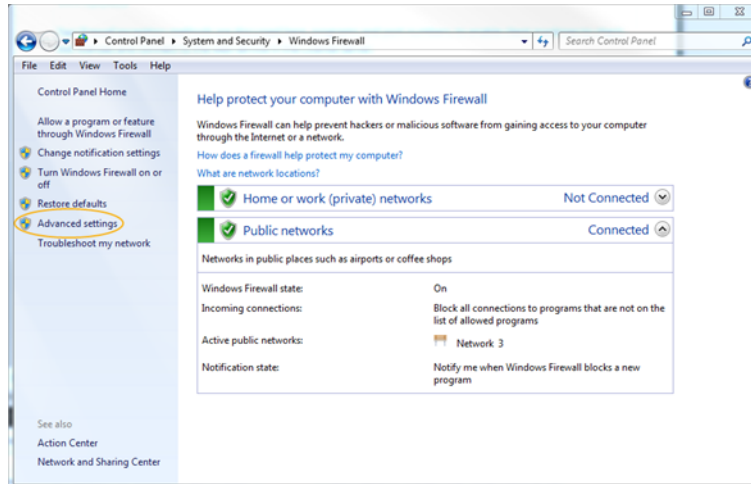 Control Panel ▸ System and Security ▸ Windows Firewall
Search Control Panel
File Edit View Tools Help
Control Panel Home
Allow a program or feature
through Windows Firewall
Change notification settings
Turn Windows Firewall on or
off
Restore defaults
Advanced settings
Troubleshoot my network
See also
Action Center
Network and Sharing Center
Help protect your computer with Windows Firewall
Windows Firewall can help prevent hackers or malicious software from gaining access to your computer
through the Internet or a network.
How does a firewall help protect my computer?
What are network locations?
Home or work (private) networks Not Connected
Public networks Connected
Networks in public places such as airports or coffee shops
Windows Firewall state: On
Incoming connections: Block all connections to programs that are not on the
list of allowed programs
Active public networks: Network 3
Notification state: Notify me when Windows Firewall blocks a new
program